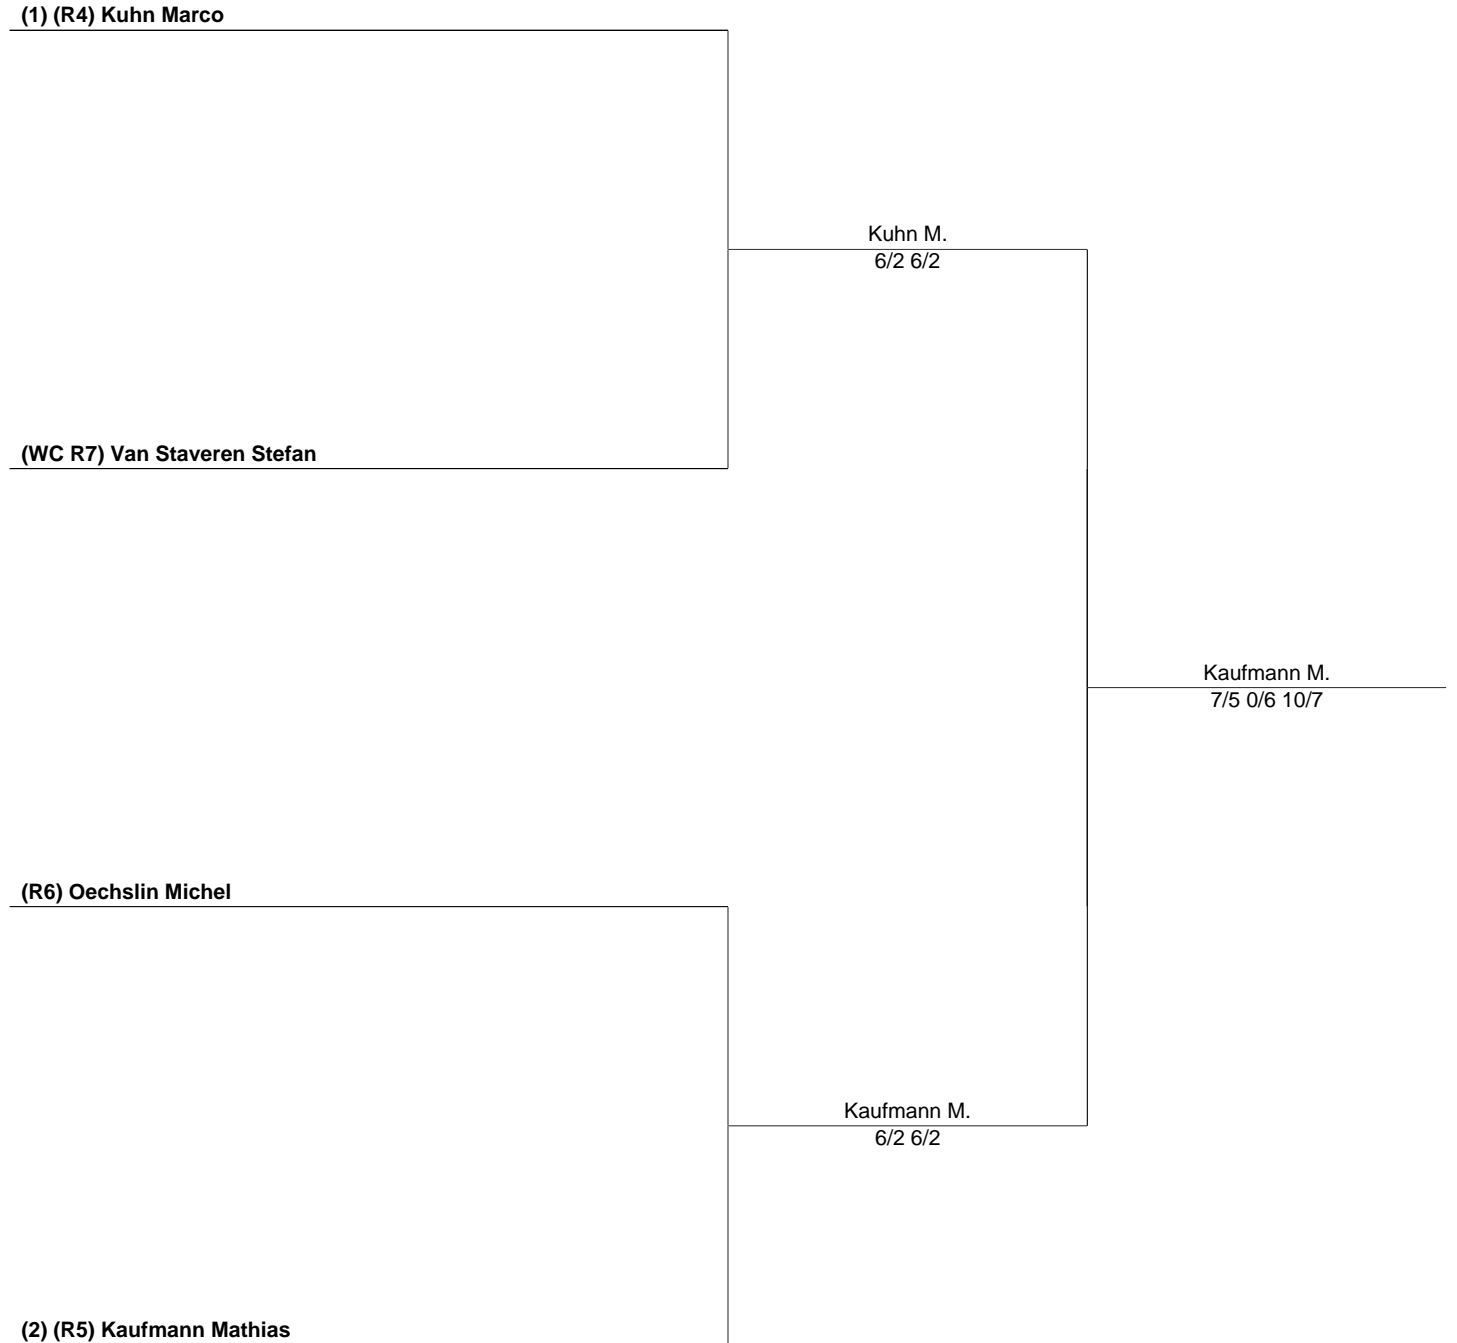 (1) (R4) Kuhn Marco
Kuhn M.
6/2 6/2
(WC R7) Van Staveren Stefan
Kaufmann M.
7/5 0/6 10/7
(R6) Oechslin Michel
Kaufmann M.
6/2 6/2
(2) (R5) Kaufmann Mathias